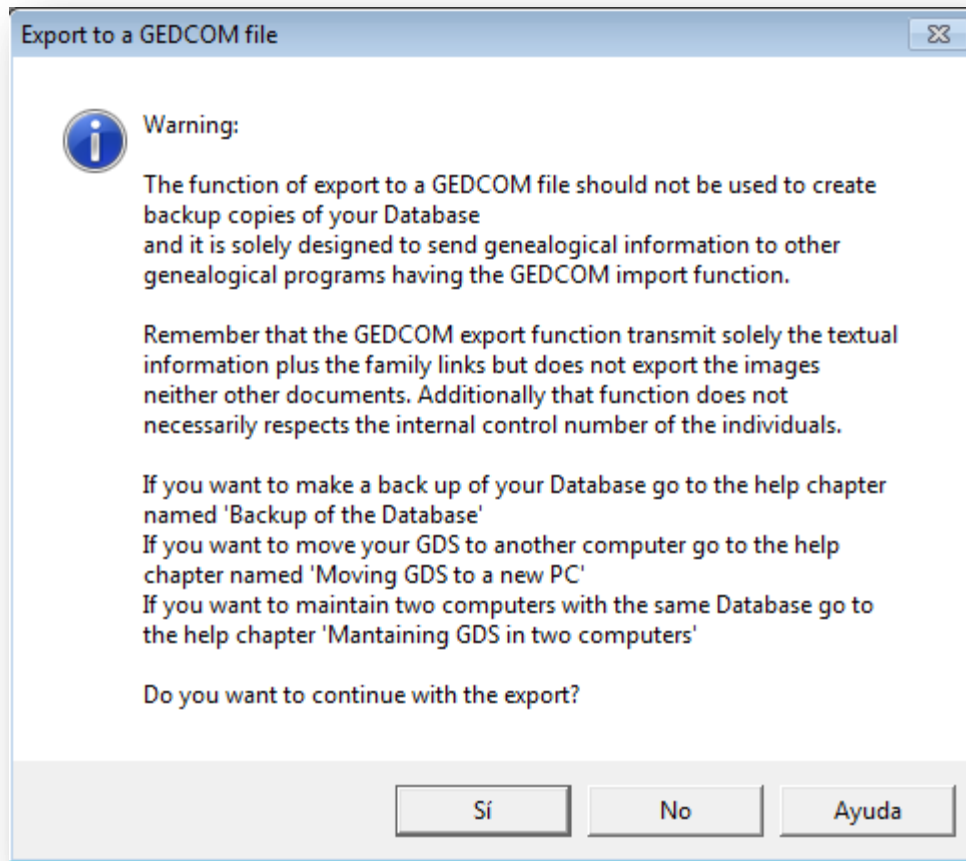 Export to a GEDCOM file
Warning:
The function of export to a GEDCOM file should not be used to create
backup copies of your Database
and it is solely designed to send genealogical information to other
genealogical programs having the GEDCOM import function.
Remember that the GEDCOM export function transmit solely the textual
information plus the family links but does not export the images
neither other documents. Additionally that function does not
necessarily respects the internal control number of the individuals.
If you want to make a back up of your Database go to the help chapter
named 'Backup of the Database'
If you want to move your GDS to another computer go to the help
chapter named 'Moving GDS to a new PC'
If you want to maintain two computers with the same Database go to
the help chapter 'Mantaining GDS in two computers'
Do you want to continue with the export?
Sí
No
Ayuda